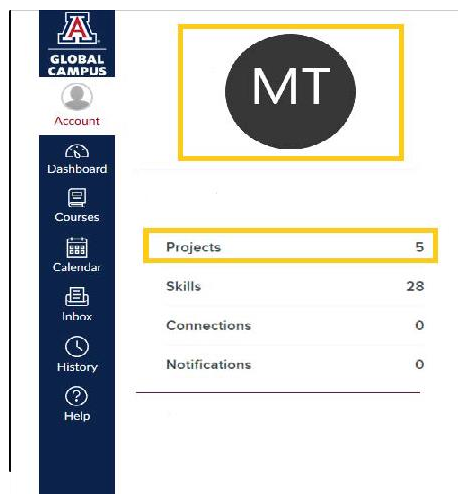 A
GLOBAL
CAMPUS
Account
Dashboard
Courses
Calendar
Inbox
History
Help
MT
Projects 5
Skills 28
Connections 0
Notifications 0